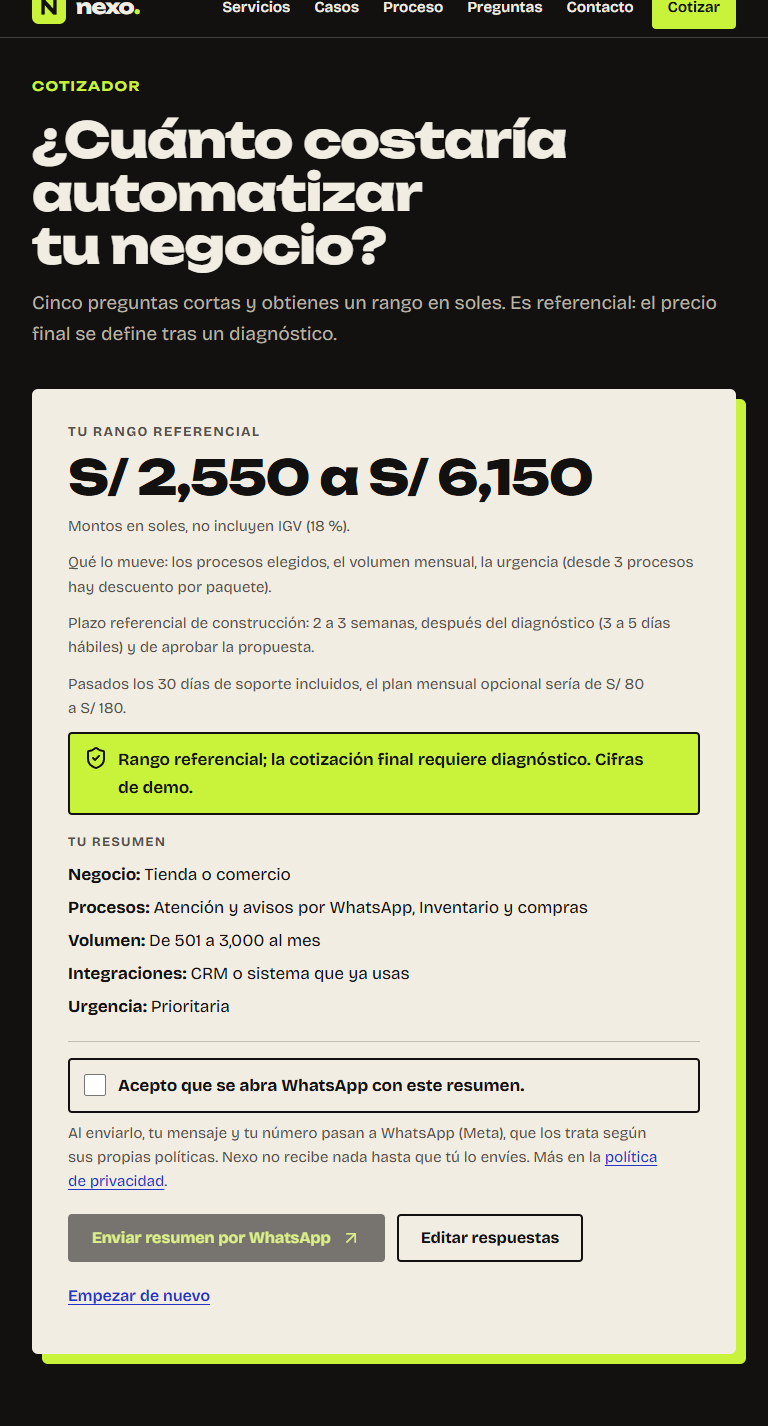 N nexo. Servicios Casos Proceso Preguntas Contacto Cotizar
COTIZADOR
¿Cuánto costaría
automatizar
tu negocio?
Cinco preguntas cortas y obtienes un rango en soles. Es referencial: el precio
final se define tras un diagnóstico.
TU RANGO REFERENCIAL
S/ 2,550 a S/ 6,150
Montos en soles, no incluyen IGV (18 %).
Qué lo mueve: los procesos elegidos, el volumen mensual, la urgencia (desde 3 procesos
hay descuento por paquete).
Plazo referencial de construcción: 2 a 3 semanas, después del diagnóstico (3 a 5 días
hábiles) y de aprobar la propuesta.
Pasados los 30 días de soporte incluidos, el plan mensual opcional sería de S/ 80
a S/ 180.
Rango referencial; la cotización final requiere diagnóstico. Cifras
de demo.
TU RESUMEN
Negocio: Tienda o comercio
Procesos: Atención y avisos por WhatsApp, Inventario y compras
Volumen: De 501 a 3,000 al mes
Integraciones: CRM o sistema que ya usas
Urgencia: Prioritaria
Acepto que se abra WhatsApp con este resumen.
Al enviarlo, tu mensaje y tu número pasan a WhatsApp (Meta), que los trata según
sus propias políticas. Nexo no recibe nada hasta que tú lo envíes. Más en la política
de privacidad.
Enviar resumen por WhatsApp Editar respuestas
Empezar de nuevo